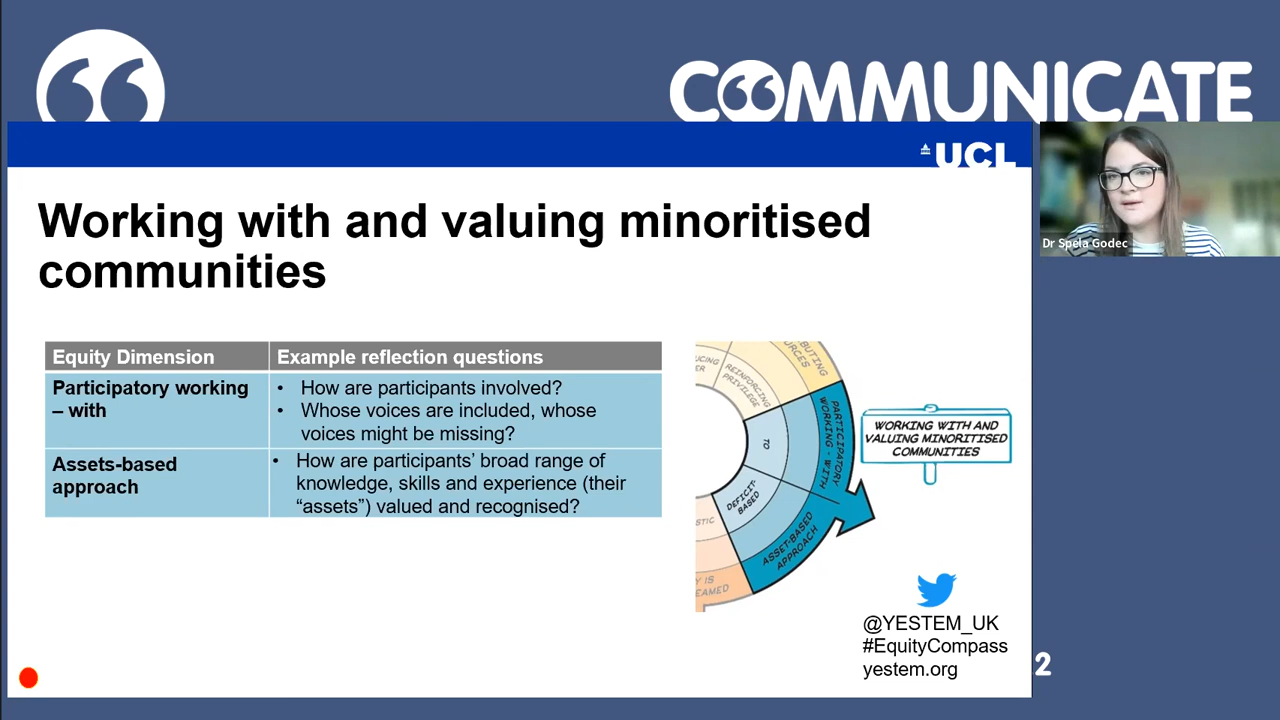 COMMUNICATE
UCL
Dr Spela Godec
Working with and valuing minoritised
communities
Equity Dimension
Example reflection questions
Participatory working
– with
• How are participants involved?
• Whose voices are included, whose
voices might be missing?
Assets-based
approach
• How are participants’ broad range of
knowledge, skills and experience (their
“assets”) valued and recognised?
REINFORCING
PRIVILEGE
PARTICIPATORY
WORKING - WITH
TO
DEFICIT-
BASED
ASSET-BASED
APPROACH
WORKING WITH AND
VALUING MINORITISED
COMMUNITIES
@YESTEM_UK
#EquityCompass
yestem.org
2